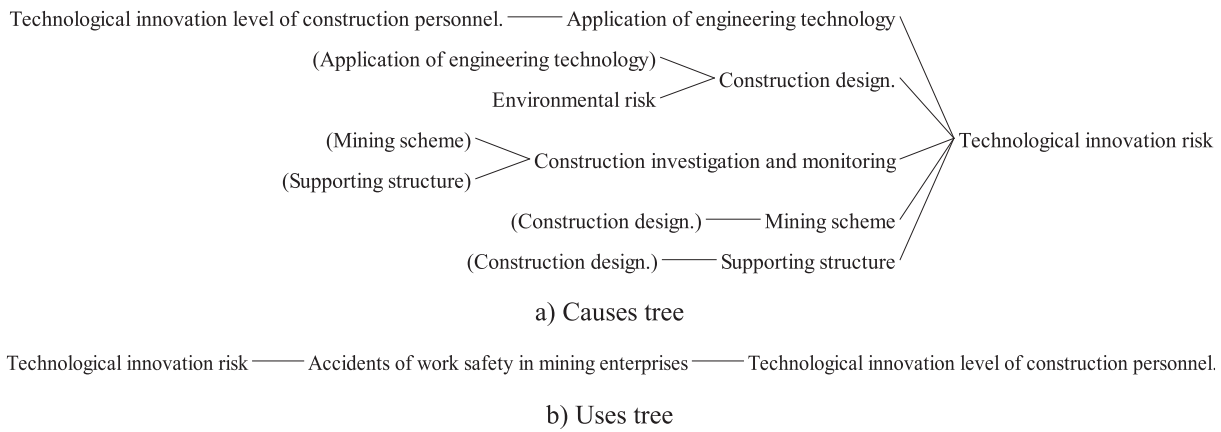 Technological innovation level of construction personnel. Application of engineering technology
(Application of engineering technology)
Construction design.
Environmental risk
(Mining scheme)
Technological innovation risk
Construction investigation and monitoring
(Supporting structure)
(Construction design.) Mining scheme
(Construction design.) Supporting structure
a) Causes tree
Technological innovation risk Accidents of work safety in mining enterprises Technological innovation level of construction personnel.
b) Uses tree